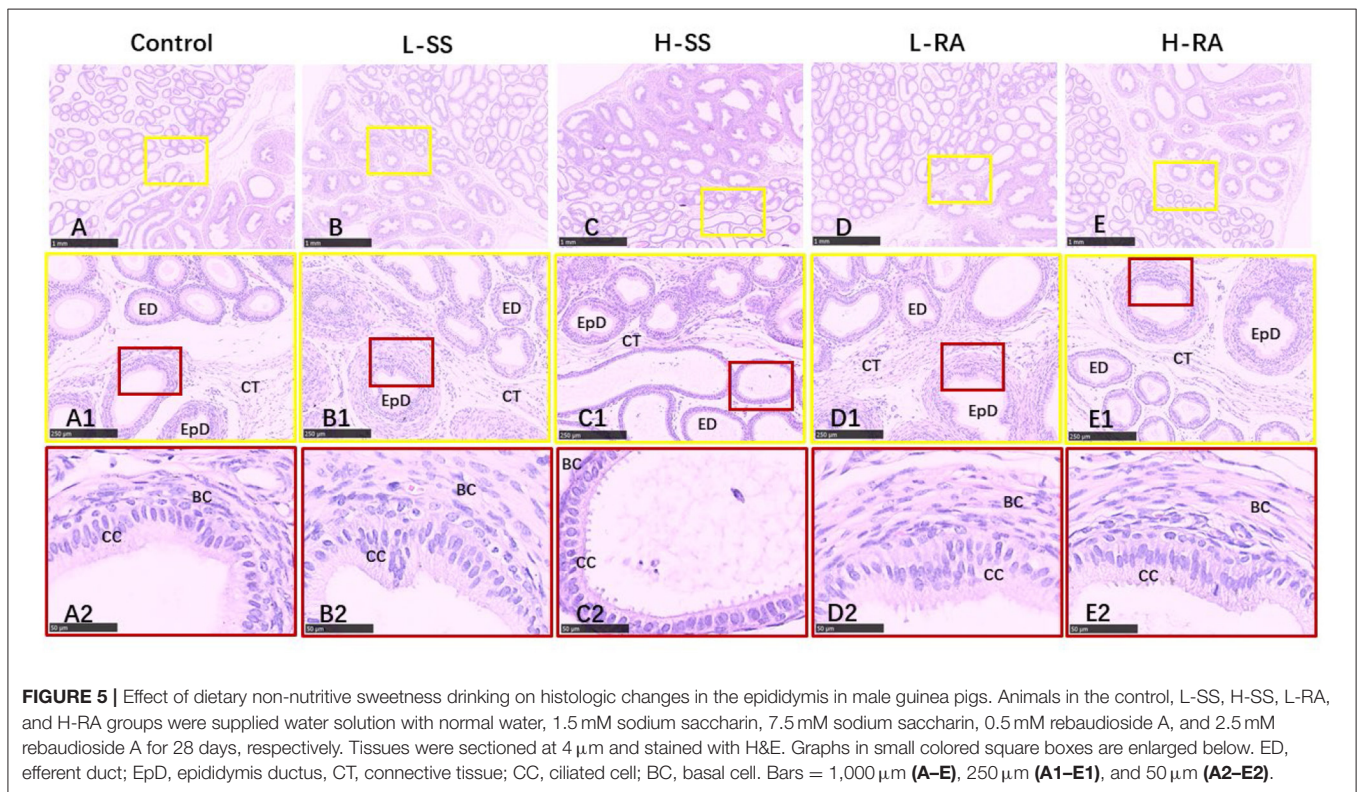 Control L-SS H-SS L-RA H-RA
A B C D E
1 mm 1 mm 1 mm 1 mm 1 mm
ED EpD CT A1 250 μm
ED EpD CT B1 250 μm
EpD CT ED C1 250 μm
ED CT EpD D1 250 μm
EpD CT ED E1 250 μm
BC CC A2 50 μm
BC CC B2 50 μm
BC CC C2 50 μm
BC CC D2 50 μm
BC CC E2 50 μm
FIGURE 5 | Effect of dietary non-nutritive sweetness drinking on histologic changes in the epididymis in male guinea pigs. Animals in the control, L-SS, H-SS, L-RA,
and H-RA groups were supplied water solution with normal water, 1.5 mM sodium saccharin, 7.5 mM sodium saccharin, 0.5 mM rebaudioside A, and 2.5 mM
rebaudioside A for 28 days, respectively. Tissues were sectioned at 4 μm and stained with H&E. Graphs in small colored square boxes are enlarged below. ED,
efferent duct; EpD, epididymis ductus, CT, connective tissue; CC, ciliated cell; BC, basal cell. Bars = 1,000 μm (A–E), 250 μm (A1–E1), and 50 μm (A2–E2).